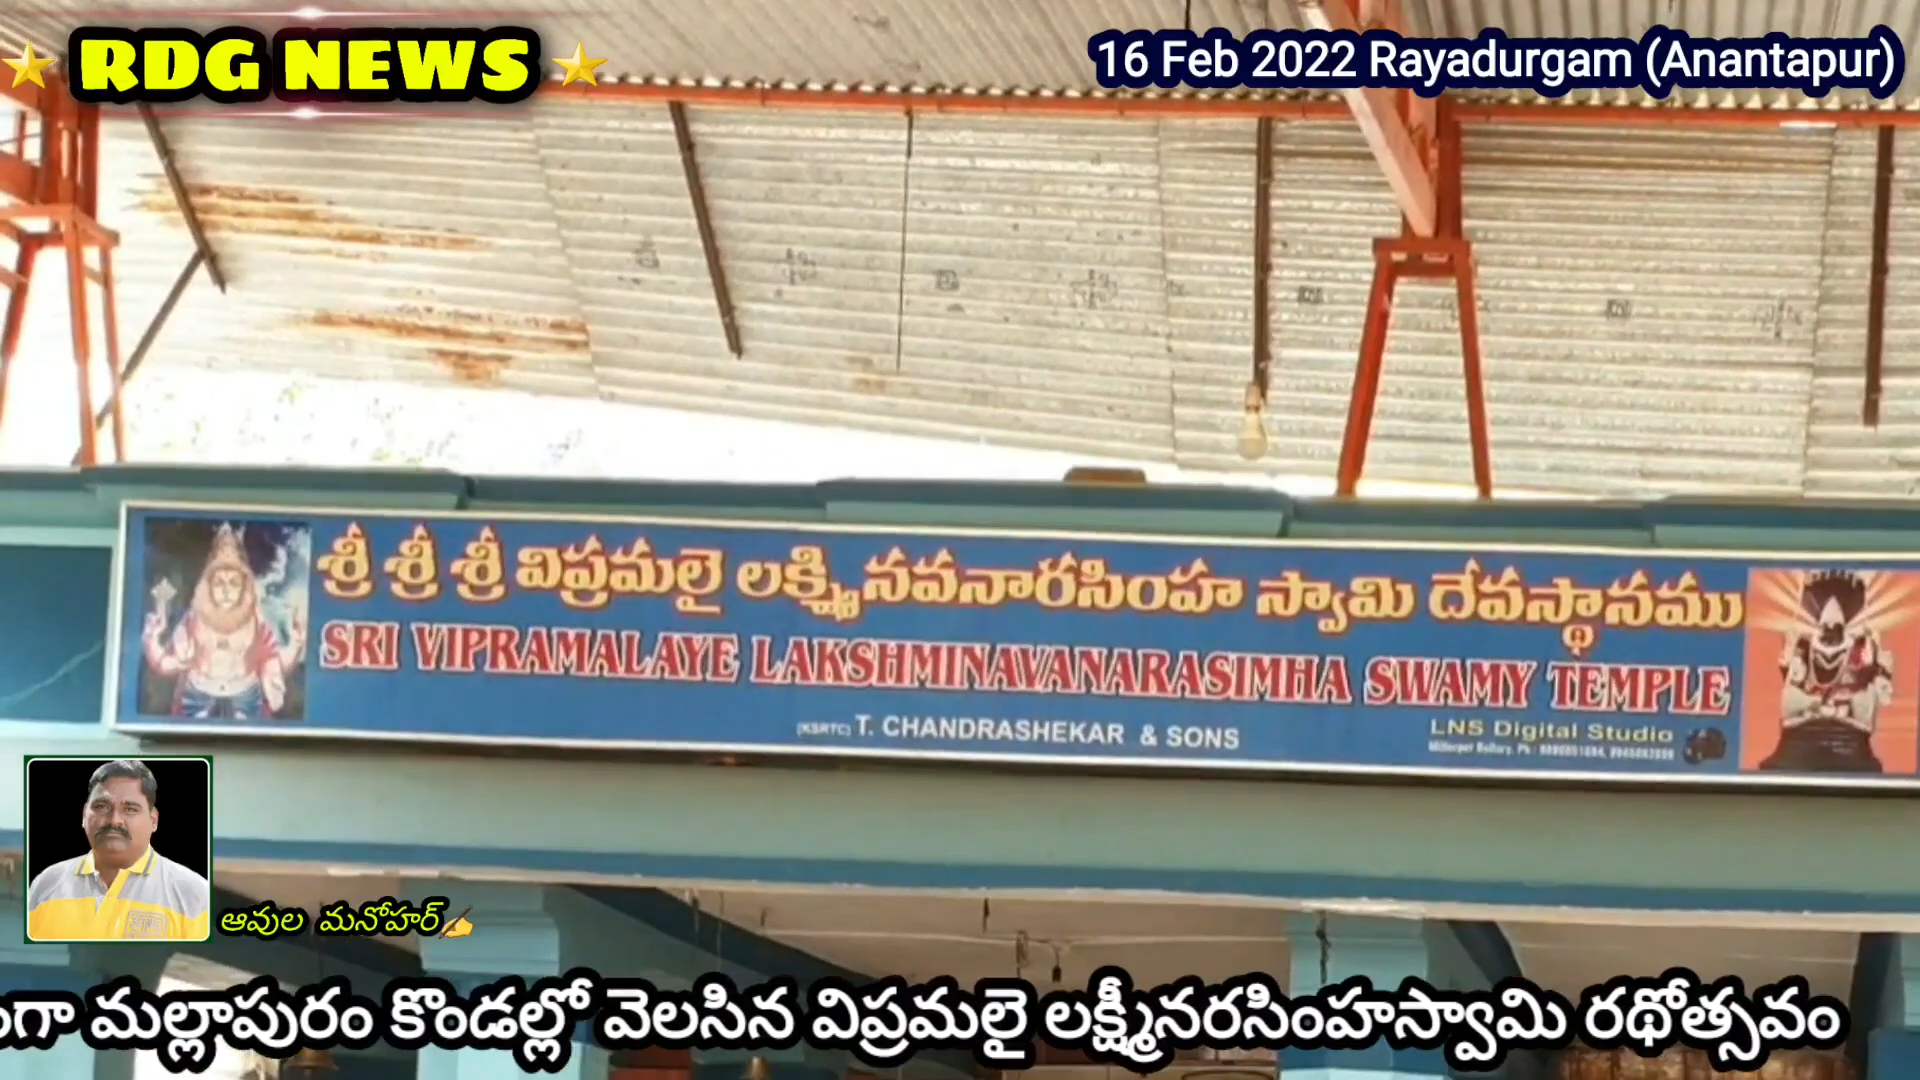 RDG NEWS
16 Feb 2022 Rayadurgam (Anantapur)
శ్రీ శ్రీ శ్రీ విప్రమలై లక్ష్మినవనారసింహ స్వామి దేవస్థానము
SRI VIPRAMALAYE LAKSHMINAVANARASIMHA SWAMY TEMPLE
(KSRTC) T. CHANDRASHEKAR & SONS
LNS Digital Studio
ఆవుల మనోహర్
మల్లాపురం కొండల్లో వెలసిన విప్రమలై లక్ష్మీనరసింహస్వామి రథోత్సవం